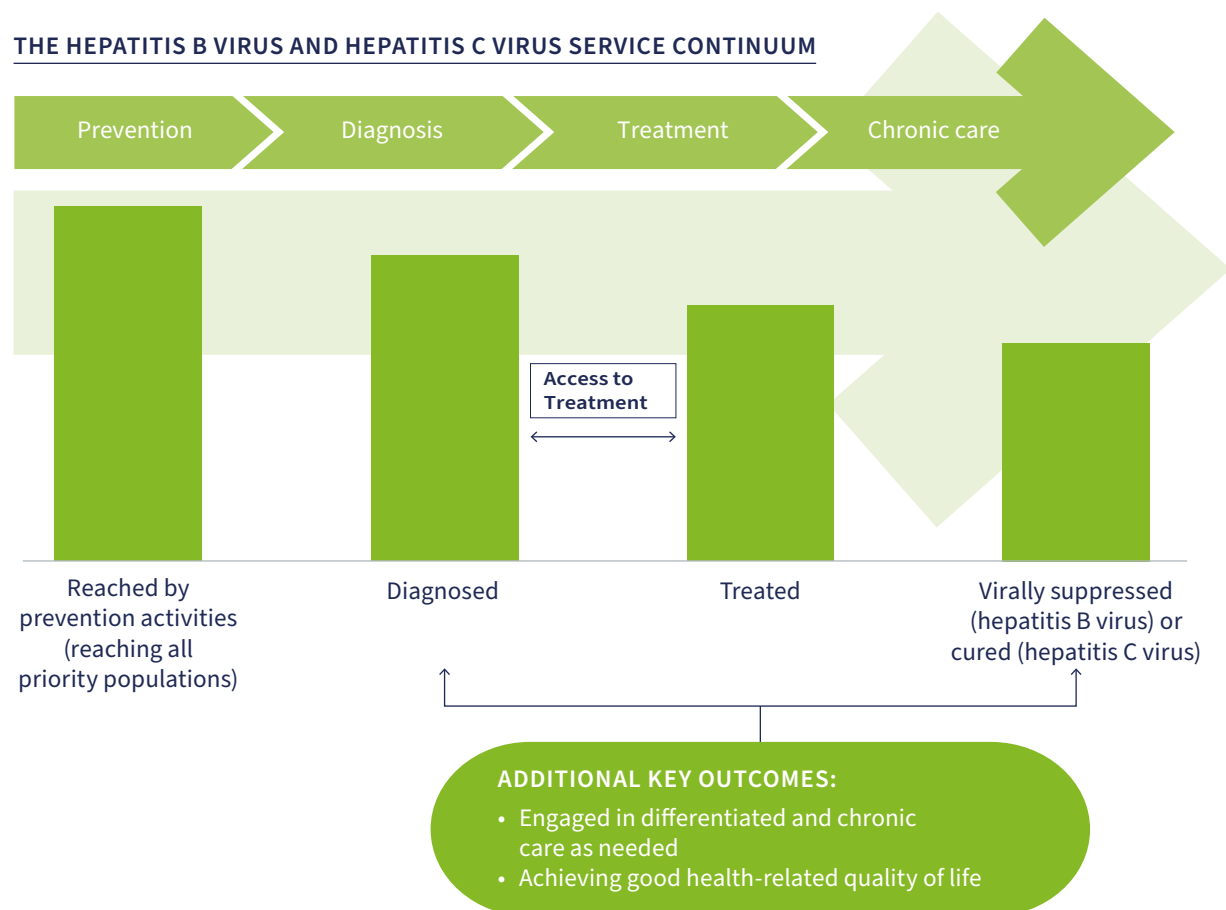 THE HEPATITIS B VIRUS AND HEPATITIS C VIRUS SERVICE CONTINUUM
Prevention
Diagnosis
Treatment
Chronic care
Access to
Treatment
Reached by
prevention activities
(reaching all
priority populations)
Diagnosed
Treated
Virally suppressed
(hepatitis B virus) or
cured (hepatitis C virus)
ADDITIONAL KEY OUTCOMES:
• Engaged in differentiated and chronic
care as needed
• Achieving good health-related quality of life